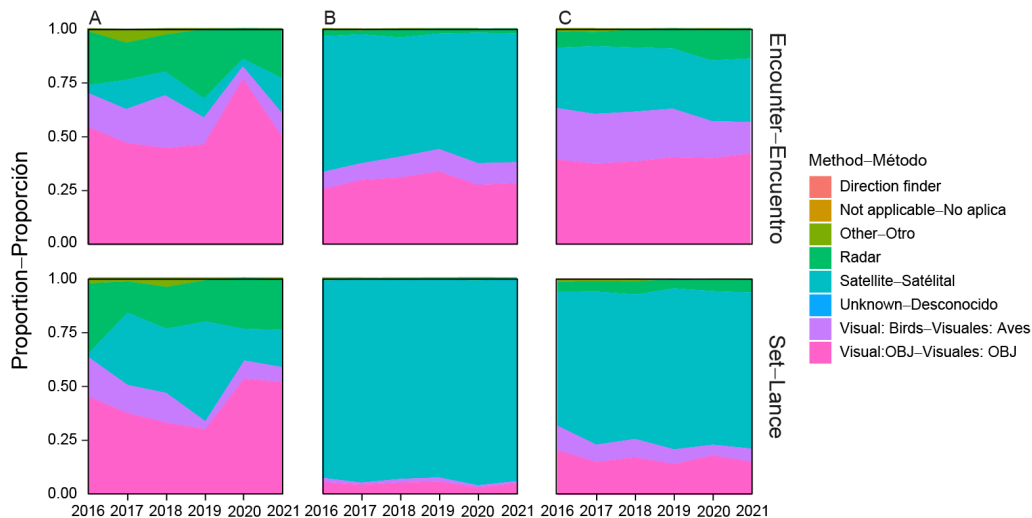 A
B
C
1.00
0.75
0.50
0.25
0.00
Encounter–Encuentro
1.00
0.75
0.50
0.25
0.00
Set–Lance
Proportion–Proporción
2016 2017 2018 2019 2020 2021
2016 2017 2018 2019 2020 2021
2016 2017 2018 2019 2020 2021
Method–Método
Direction finder
Not applicable–No aplica
Other–Otro
Radar
Satellite–Satélital
Unknown–Desconocido
Visual: Birds–Visuales: Aves
Visual:OBJ–Visuales: OBJ